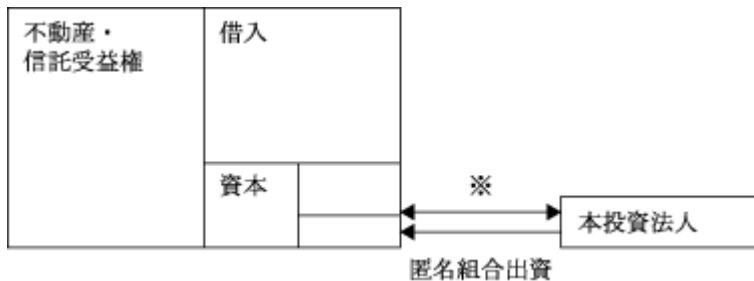 不動産・
信託受益権
借入
資本
※
本投資法人
匿名組合出資